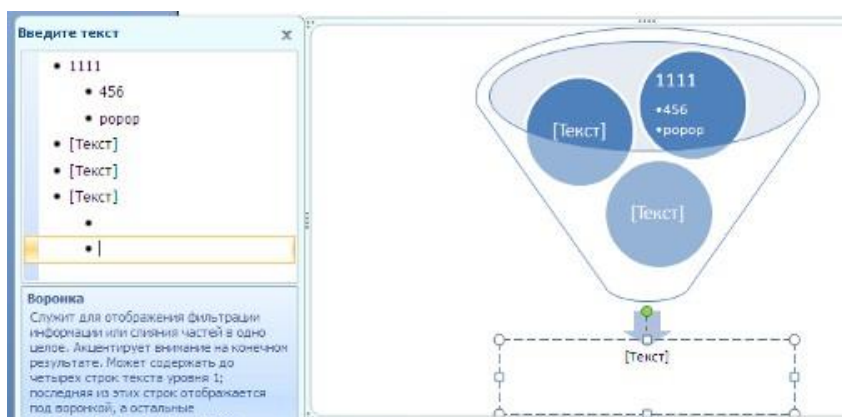 Введите текст
1111
456
popop
[Текст]
[Текст]
[Текст]
Воронка
Служит для отображения фильтрации
информации или слияния частей в одно
целое. Акцентирует внимание на конечном
результате. Может содержать до
четырех строк текста уровня 1;
последняя из этих строк отображается
под воронкой, а остальные
1111
•456
•popop
[Текст]
[Текст]
[Текст]